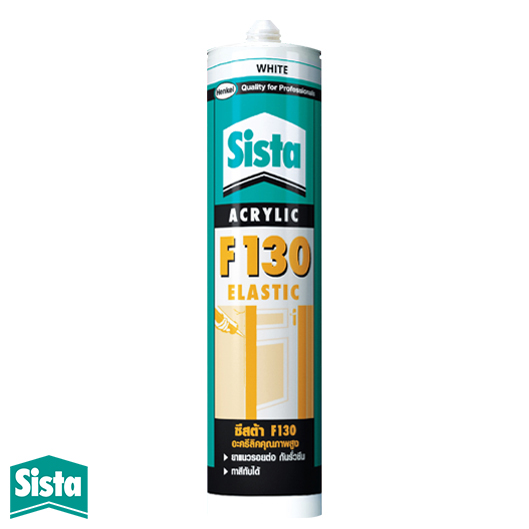 WHITE
Henkel Quality for Professionals
Sista
ACRYLIC
F130
ELASTIC
ซีสต้า F130
อะคริลิคคุณภาพสูง
ยาแนวรอยต่อ กันรั่วซึม
ทาสีทับได้
Sista